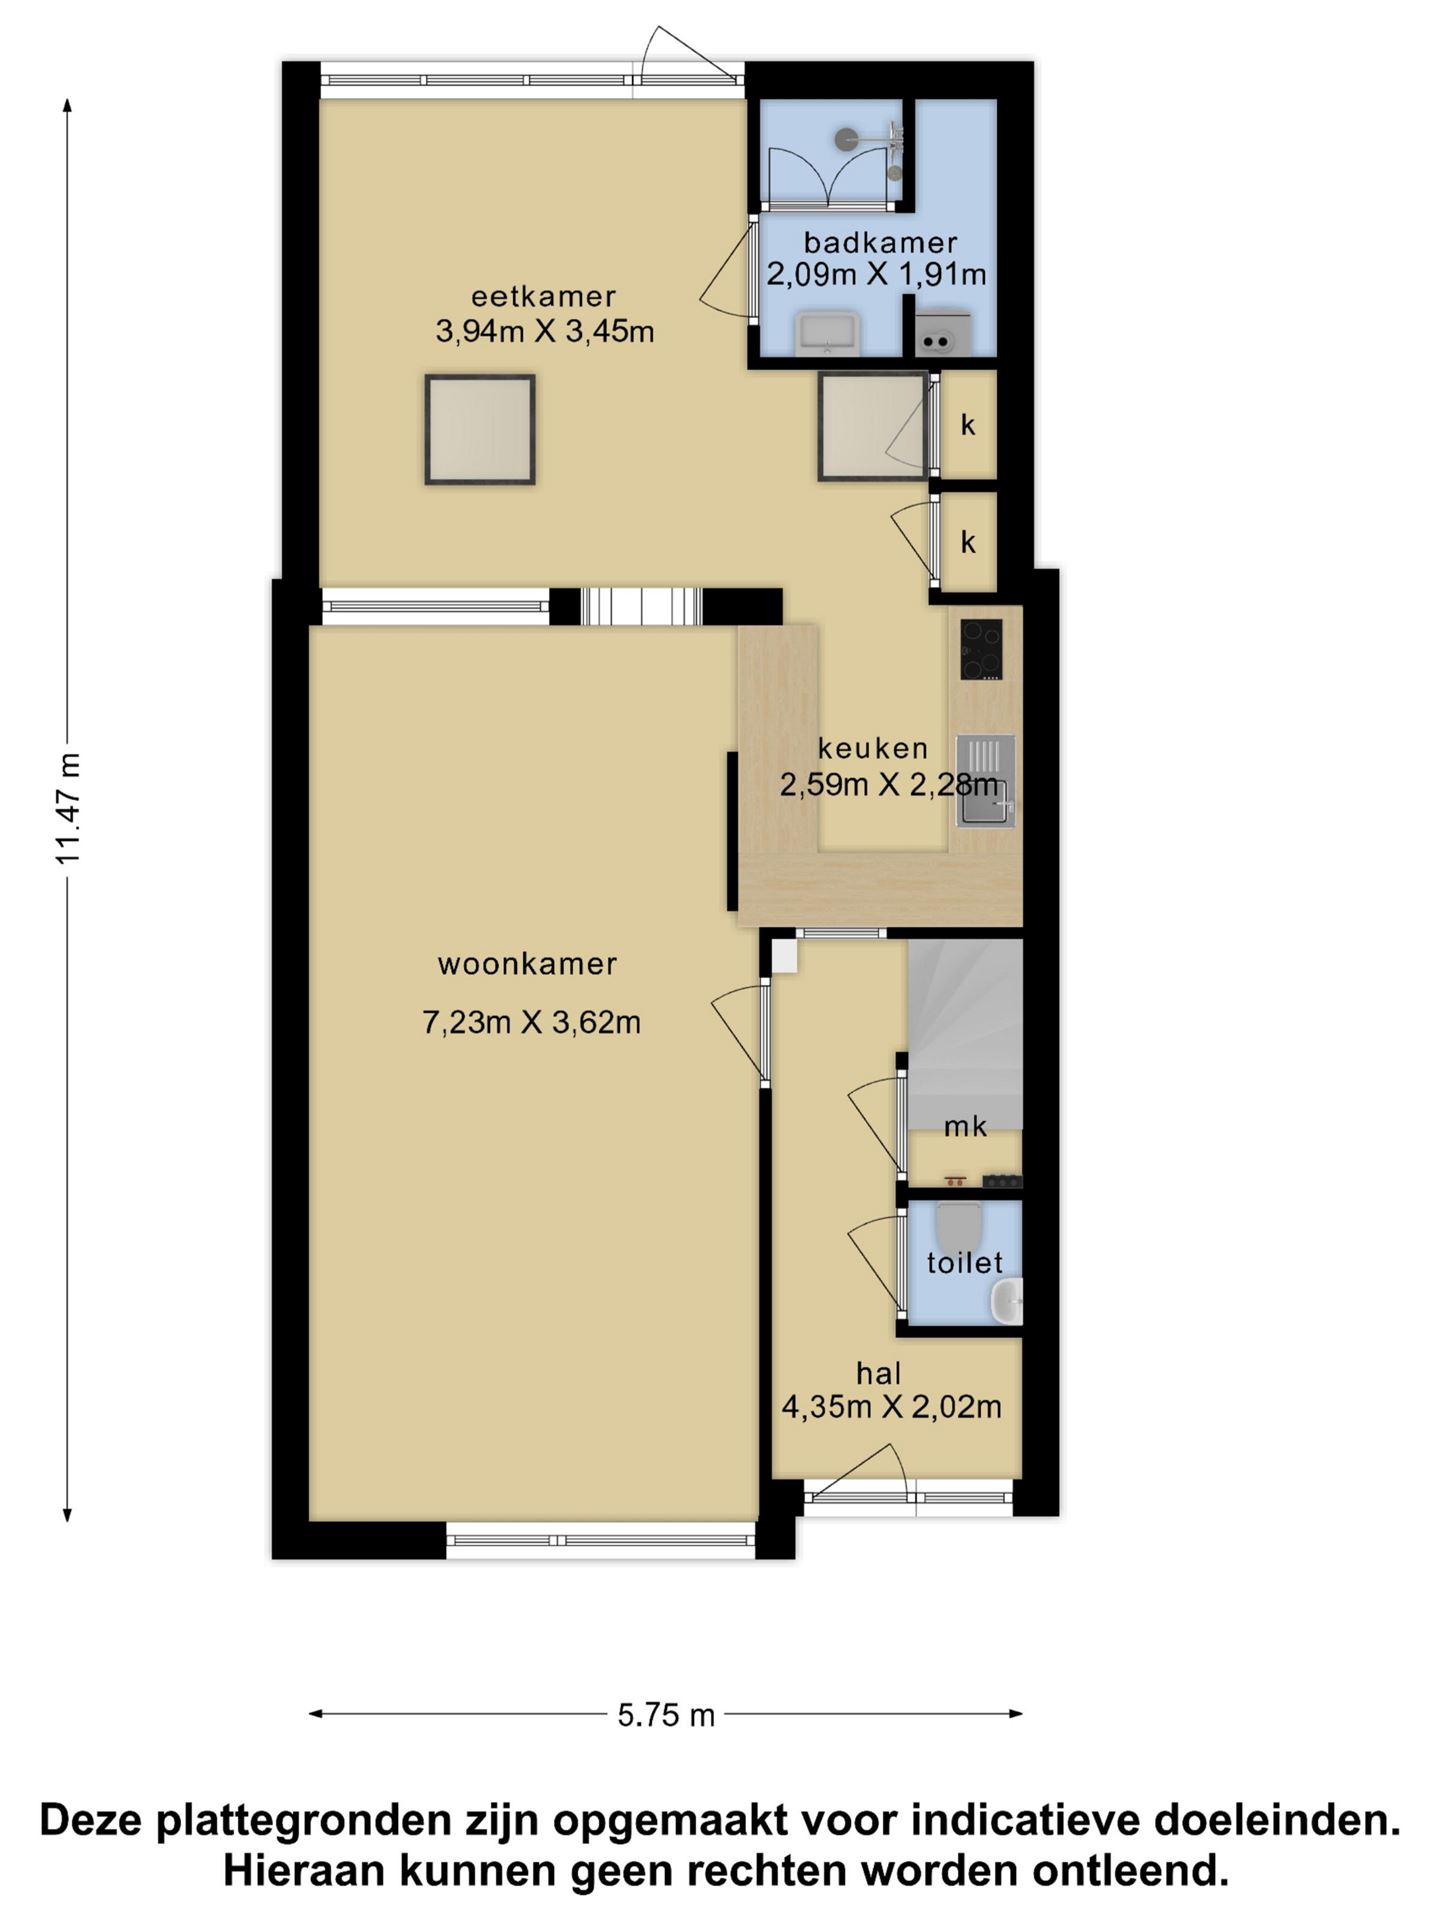 badkamer
2,09m X 1,91m
eetkamer
3,94m X 3,45m
k
k
keuken
2,59m X 2,28m
11.47 m
woonkamer
7,23m X 3,62m
mk
toilet
hal
4,35m X 2,02m
5.75 m
Deze plattegronden zijn opgemaakt voor indicatieve doeleinden.
Hieraan kunnen geen rechten worden ontleend.